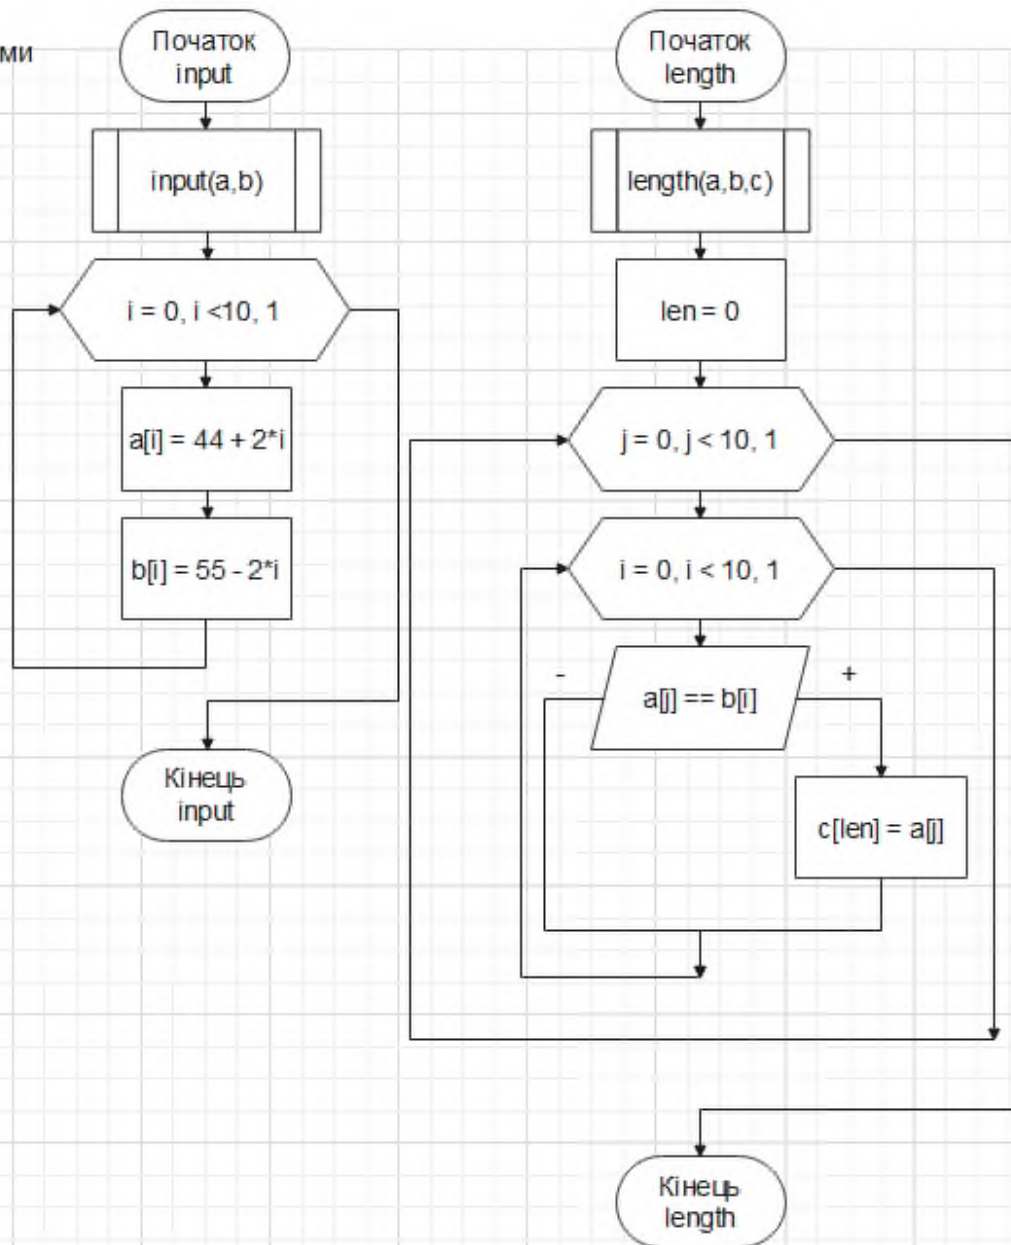 ми
Початок
input
input(a,b)
i = 0, i <10, 1
a[i] = 44 + 2*i
b[i] = 55 - 2*i
Кінець
input
Початок
length
length(a,b,c)
len = 0
j = 0, j < 10, 1
i = 0, i < 10, 1
a[j] == b[i]
-
+
c[len] = a[j]
Кінець
length